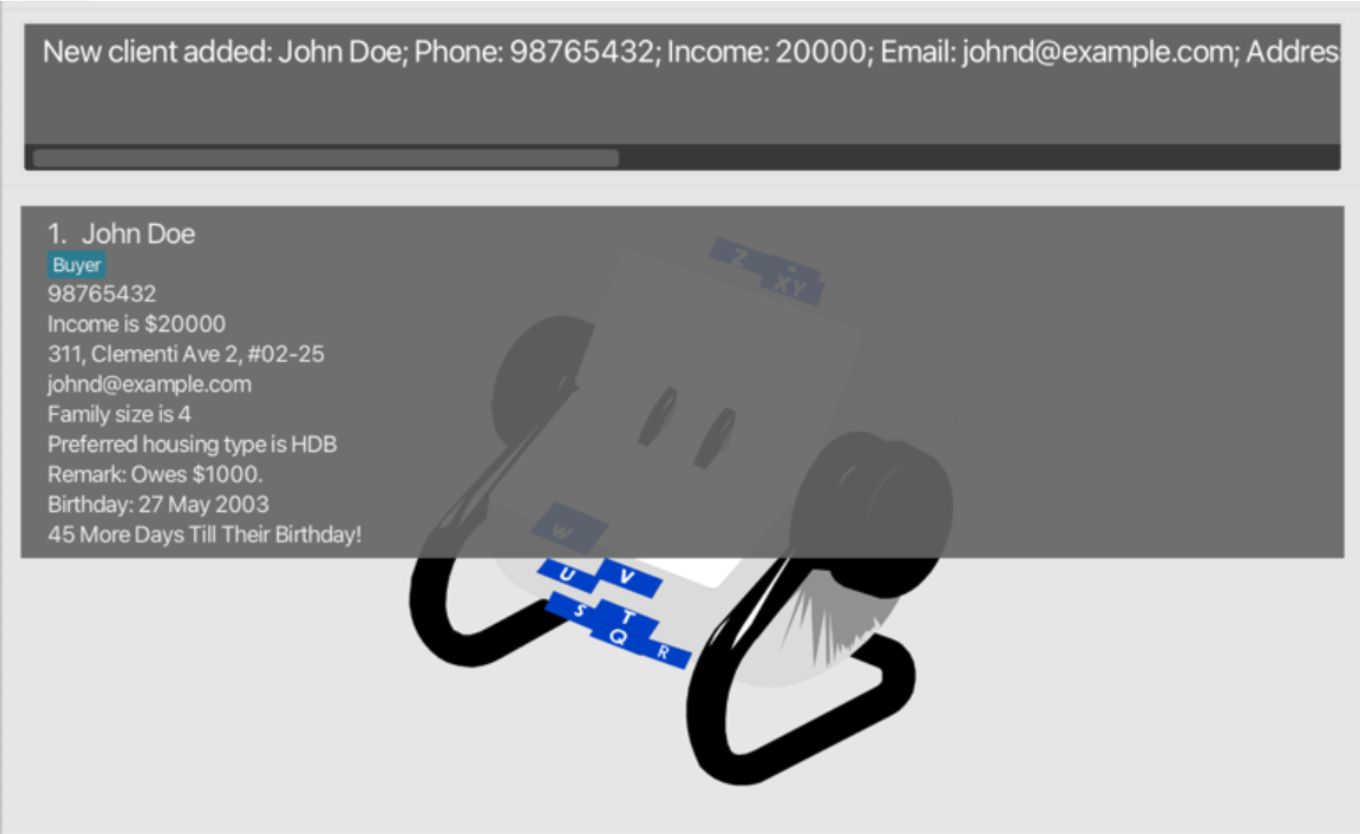 New client added: John Doe; Phone: 98765432; Income: 20000; Email: johnd@example.com; Addres
1. John Doe
Buyer
98765432
Income is $20000
311, Clementi Ave 2, #02-25
johnd@example.com
Family size is 4
Preferred housing type is HDB
Remark: Owes $1000.
Birthday: 27 May 2003
45 More Days Till Their Birthday!
Z
XY
W
U V
S T
Q R